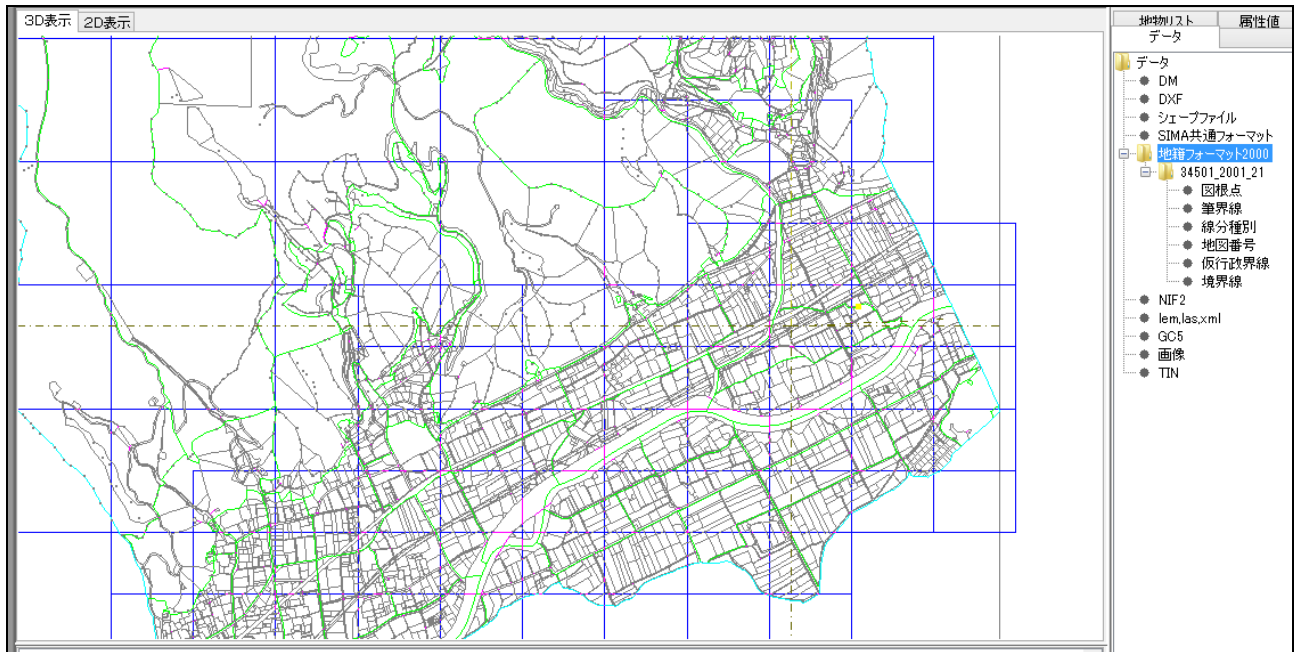 3D表示 2D表示
地物リスト 属性値
データ
データ
DM
DXF
シェープファイル
SIMA共通フォーマット
地籍フォーマット2000
34501_2001_21
図根点
筆界線
線分種別
地図番号
仮行政界線
境界線
NIF2
lem,las,xml
GC5
画像
TIN